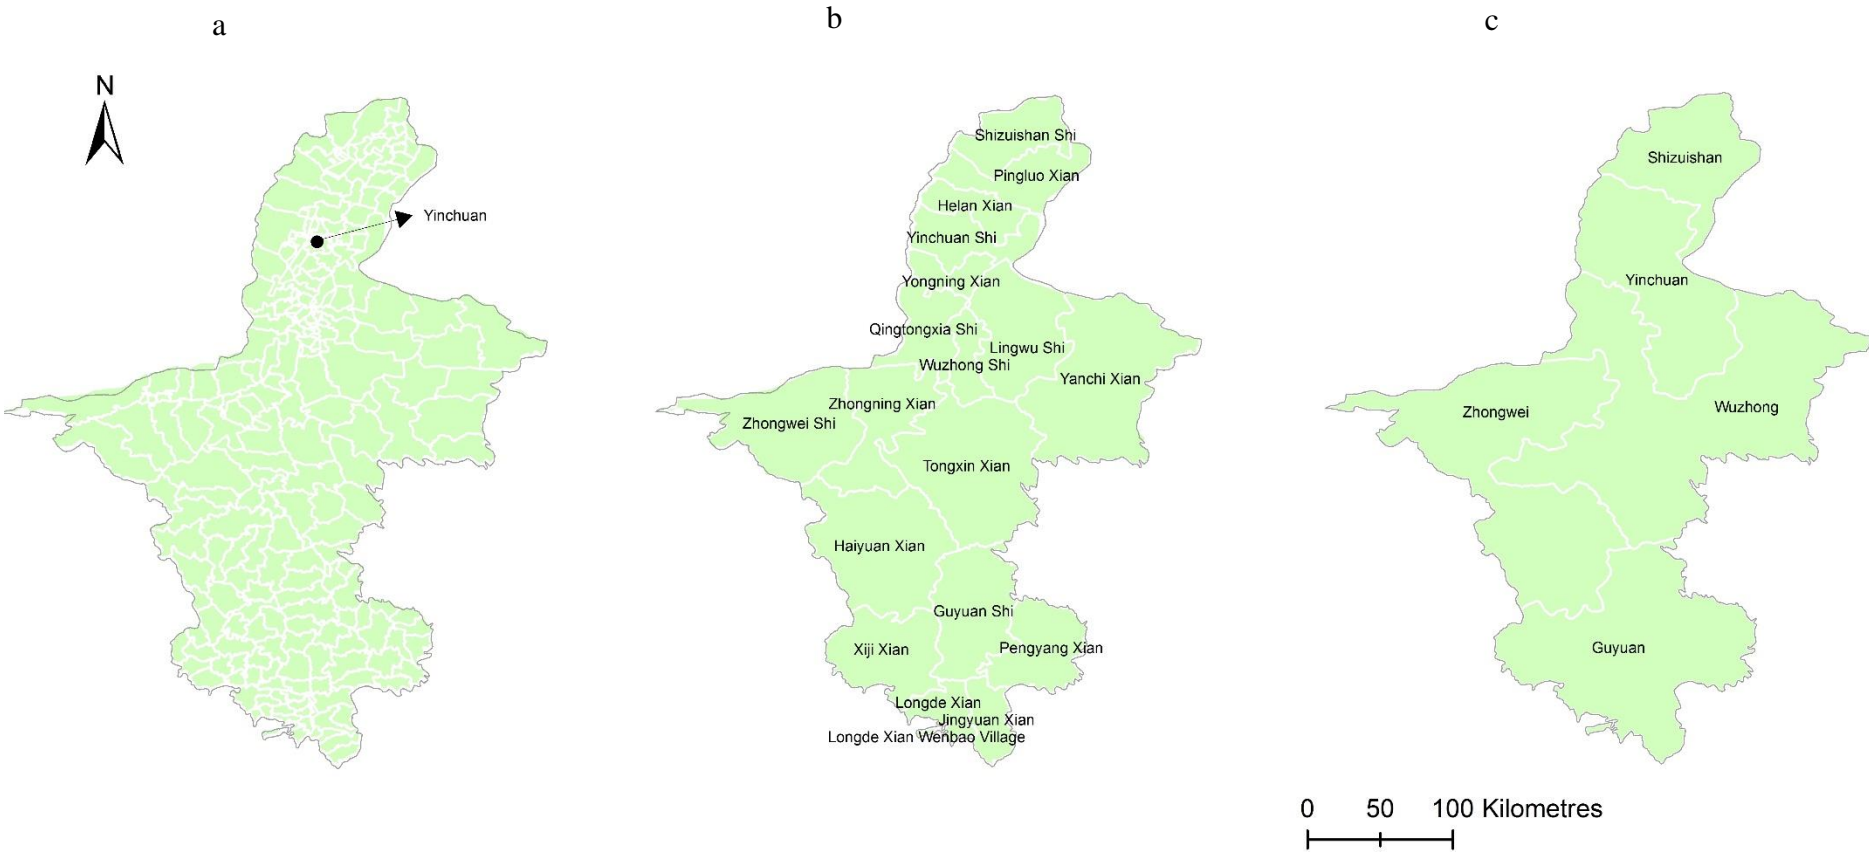 a
b
c
N
Yinchuan
Shizuishan Shi
Pingluo Xian
Helan Xian
Yinchuan Shi
Yongning Xian
Qingtongxia Shi
Lingwu Shi
Wuzhong Shi
Yanchi Xian
Zhongning Xian
Zhongwei Shi
Tongxin Xian
Haiyuan Xian
Guyuan Shi
Xiji Xian
Pengyang Xian
Longde Xian
Jingyuan Xian
Longde Xian Wenbao Village
Shizuishan
Yinchuan
Zhongwei
Wuzhong
Guyuan
0 50 100 Kilometres